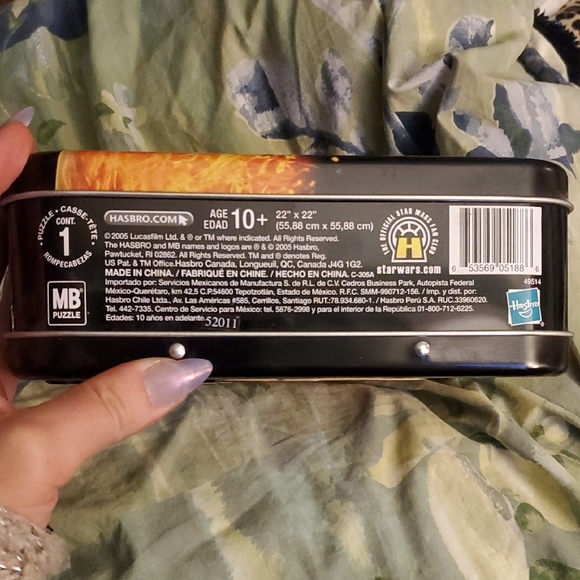 PUZZLE • CASSE-TÊTE • ROMPECABEZAS
CONT.
1
HASBRO.COM
AGE
EDAD
10+
22" x 22"
(55,88 cm x 55,88 cm)
©2005 Lucasfilm Ltd. & ® or TM where indicated. All Rights Reserved.
The HASBRO and MB names and logos are ® & © 2005 Hasbro,
Pawtucket, RI 02862. All Rights Reserved. TM and ® denotes Reg.
US Pat. & TM Office.Hasbro Canada, Longueuil, QC, Canada J4G 1G2.
MADE IN CHINA. / FABRIQUÉ EN CHINE. / HECHO EN CHINA. C-305A
Importado por: Servicios Mexicanos de Manufactura S. de R.L. de C.V. Cedros Business Park, Autopista Federal
México-Querétaro, km 42,5 C.P.54600 Tepotzotlán, Estado de México. R.F.C. SMM-990712-156. / Imp. y dist. por:
Hasbro Chile Ltda., Av. Las Américas #585, Cerrillos, Santiago RUT:78.934.680-1. / Hasbro Perú S.A. RUC.33960620.
Tel. 442-7335. Centro de Servicio para México: tel. 5876-2998 y para el interior de la República 01-800-712-6225.
Edades: 10 años en adelante.
52011
THE OFFICIAL STAR WARS FAN CLUB
H
starwars.com
6 53569 05188 6
49514
MB
PUZZLE
Hasbro